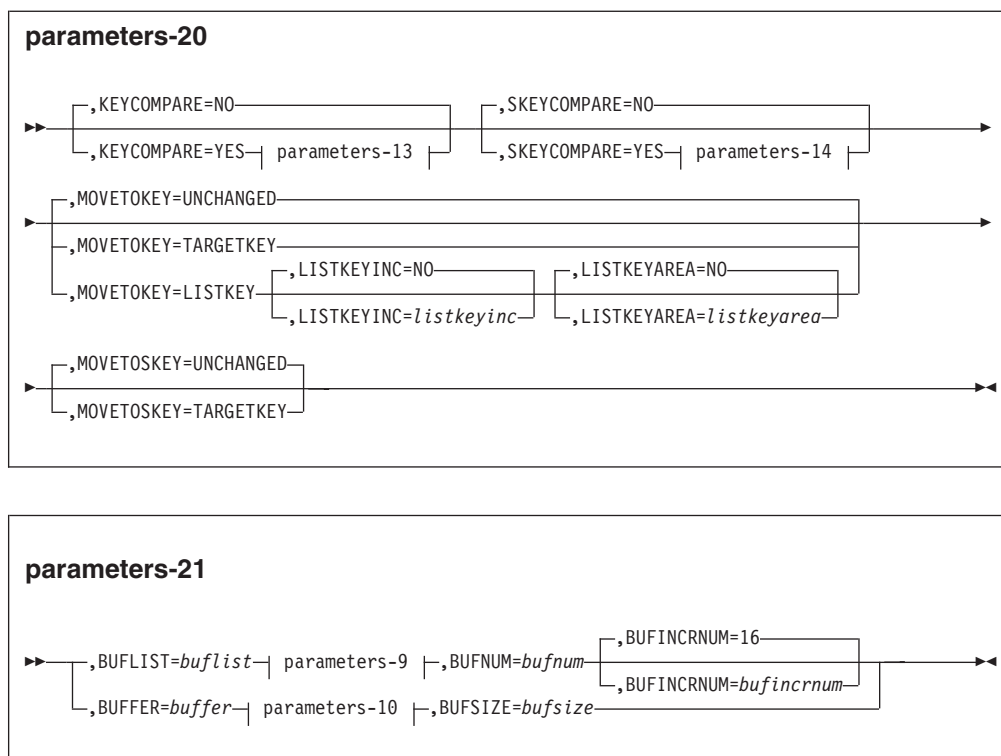 parameters-20
,KEYCOMPARE=NO ,SKEYCOMPARE=NO
,KEYCOMPARE=YES parameters-13 ,SKEYCOMPARE=YES parameters-14
,MOVETOKEY=UNCHANGED
,MOVETOKEY=TARGETKEY
,LISTKEYINC=NO ,LISTKEYAREA=NO
,MOVETOKEY=LISTKEY
,LISTKEYINC=listkeyinc ,LISTKEYAREA=listkeyarea
,MOVETOSKEY=UNCHANGED
,MOVETOSKEY=TARGETKEY
parameters-21
,BUFINCRNUM=16
,BUFLIST=buflist parameters-9 ,BUFNUM=bufnum
,BUFINCRNUM=bufincrnum
,BUFFER=buffer parameters-10 ,BUFSIZE=bufsize